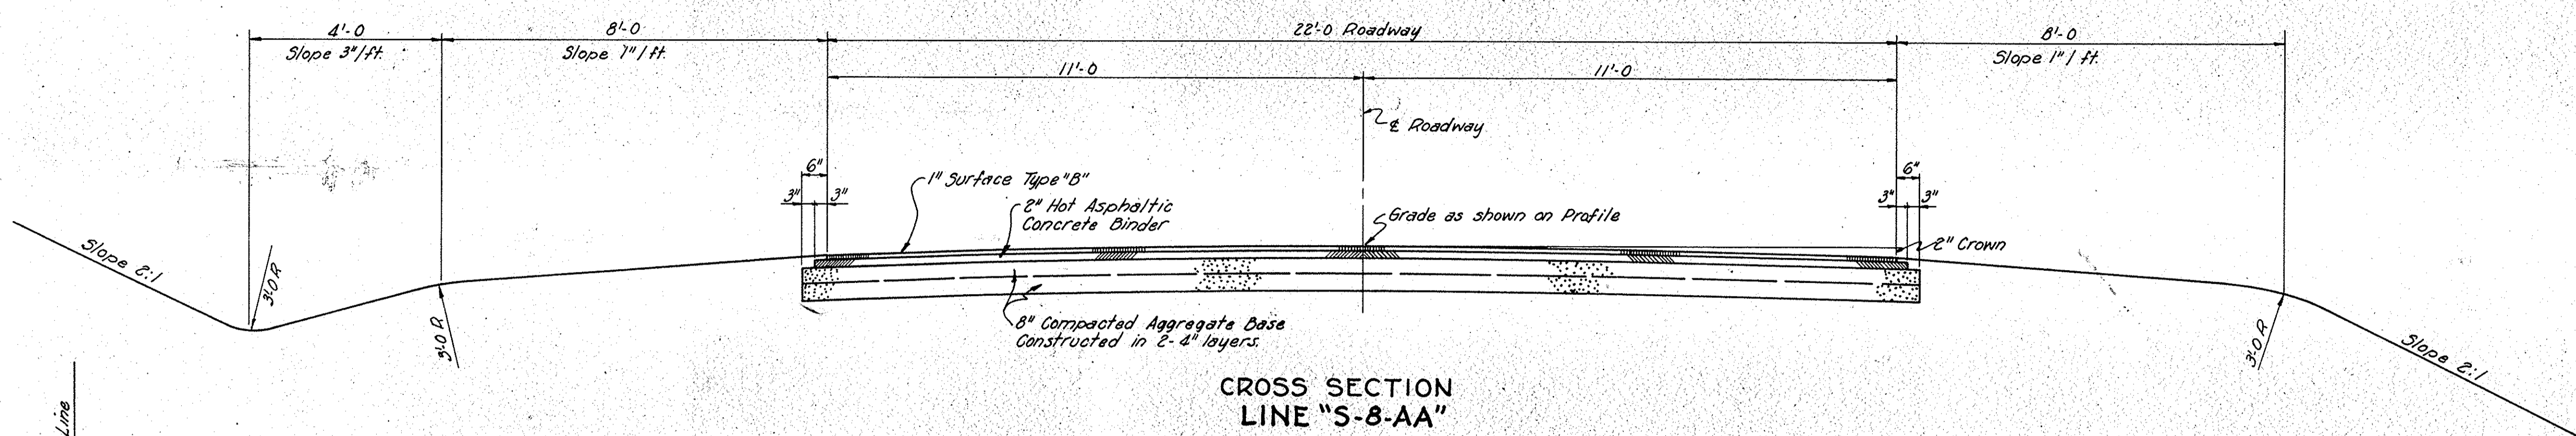 4'-0
8'-0
22'-0 Roadway
8'-0
Slope 3"/ft.
Slope 1"/ft.
Slope 1"/ft.
11'-0
11'-0
℄ Roadway
6"
6"
3"
3"
3"
3"
1" Surface Type "B"
2" Hot Asphaltic
Concrete Binder
Grade as shown on Profile
2" Crown
Slope 2:1
3'-0 R
3'-0 R
8" Compacted Aggregate Base
Constructed in 2-4" layers.
3'-0 R
Slope 2:1
CROSS SECTION
LINE "S-8-AA"
Line